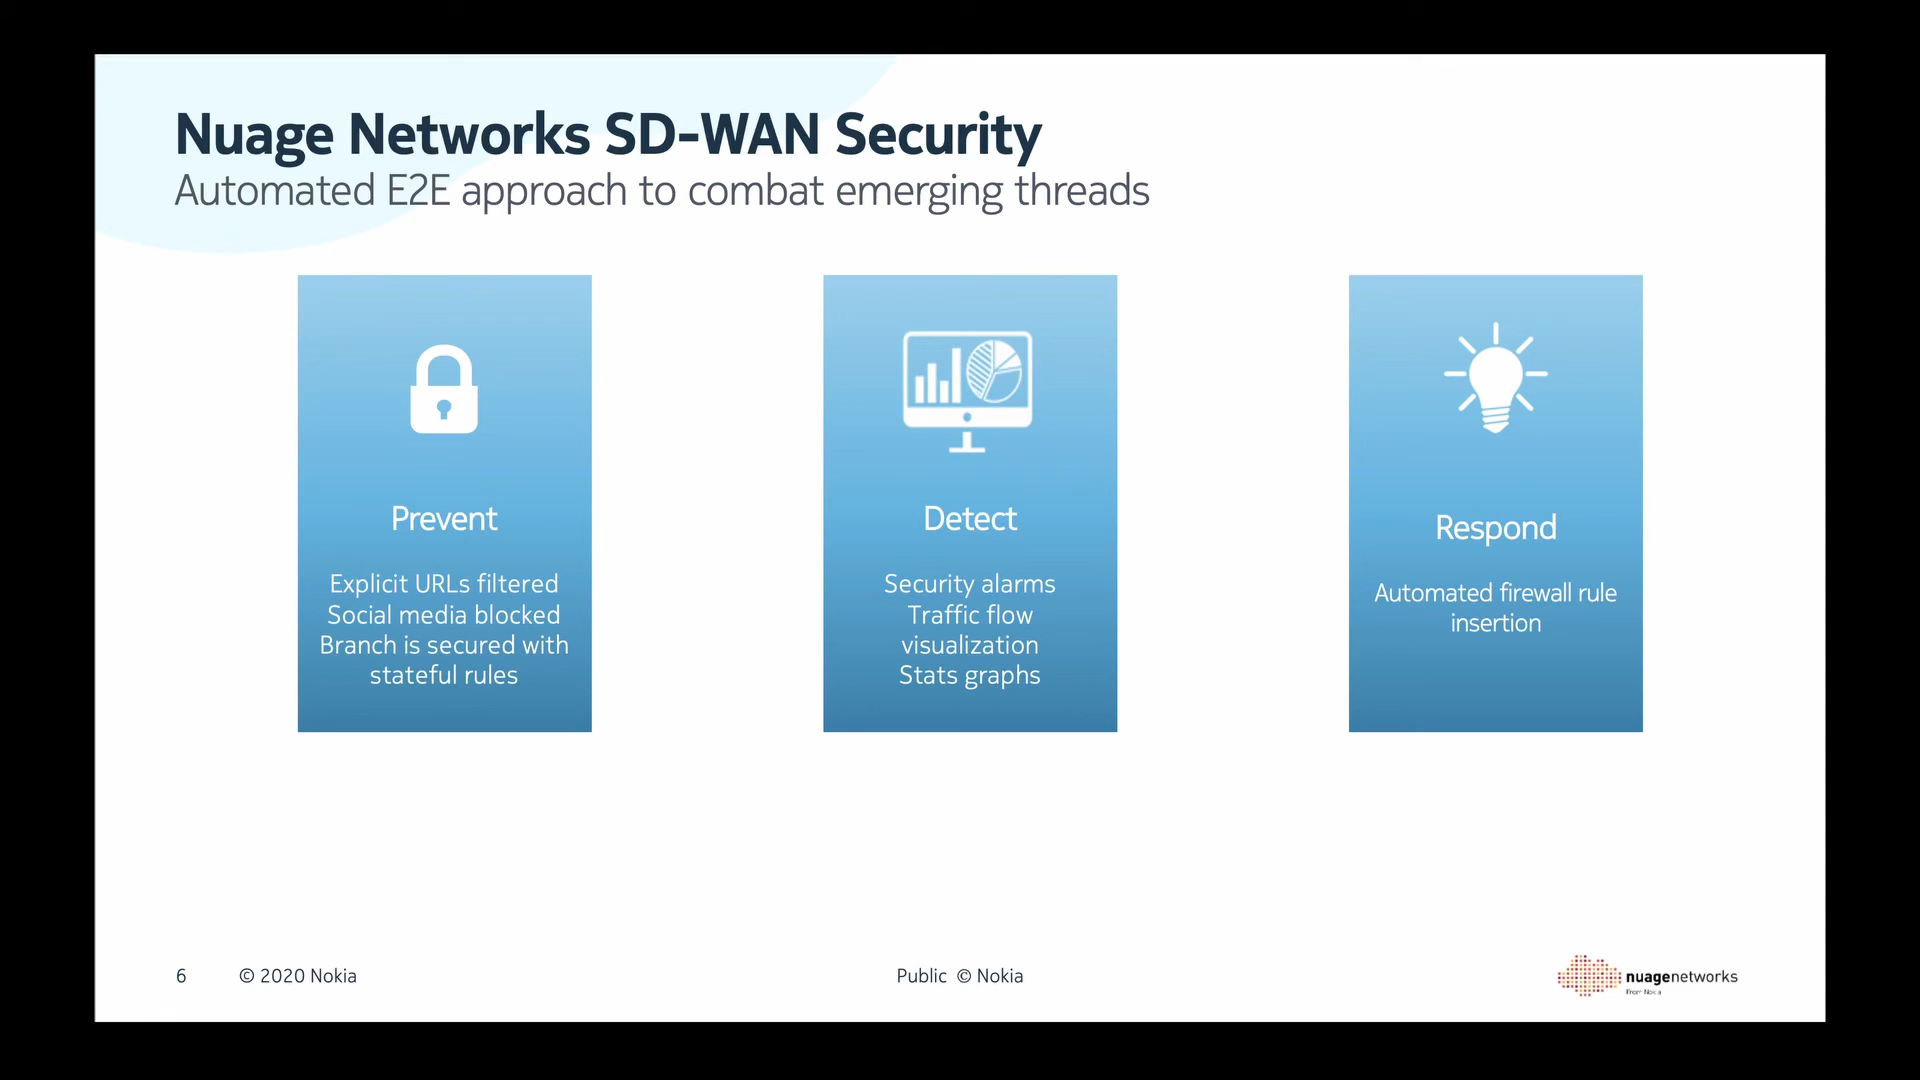 Nuage Networks SD-WAN Security
Automated E2E approach to combat emerging threads
Prevent
Explicit URLs filtered
Social media blocked
Branch is secured with
stateful rules
Detect
Security alarms
Traffic flow
visualization
Stats graphs
Respond
Automated firewall rule
insertion
6
© 2020 Nokia
Public © Nokia
nuagenetworks
From Nokia